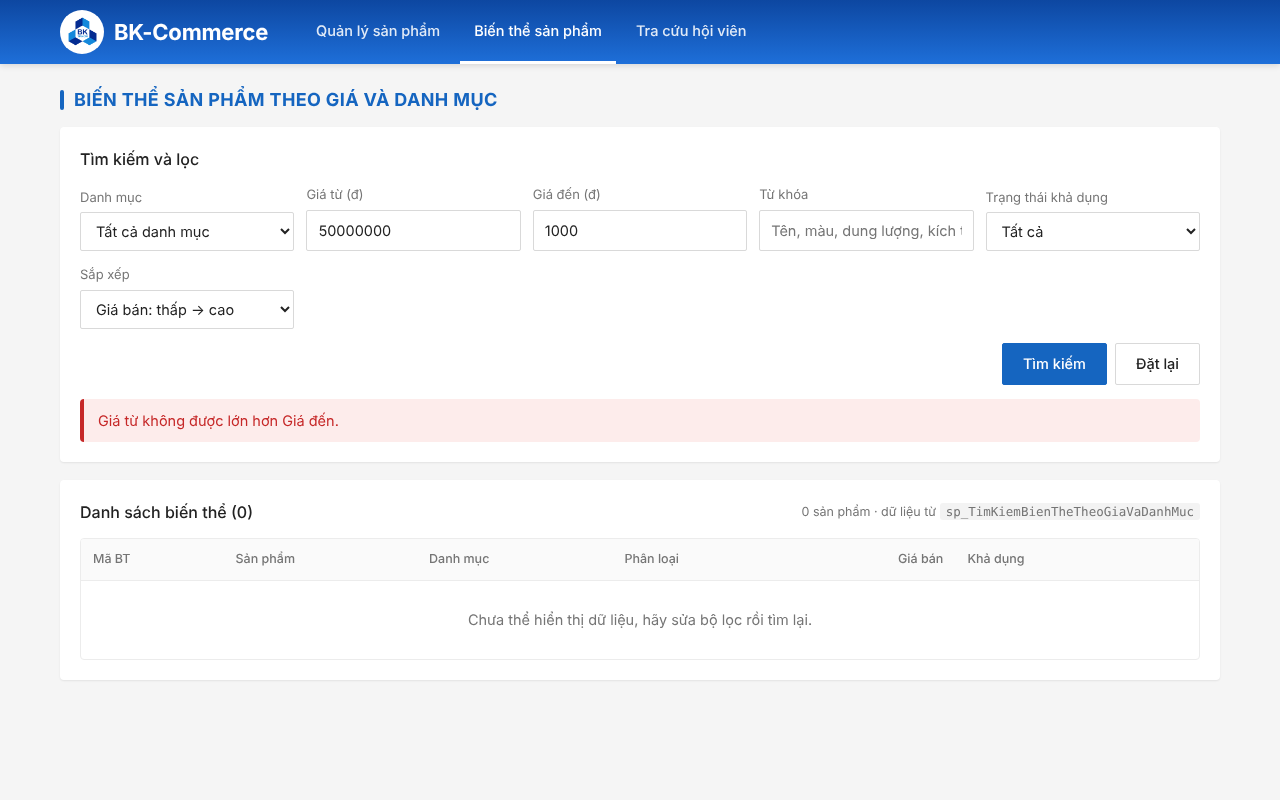 BK
BK-Commerce
Quản lý sản phẩm
Biến thể sản phẩm
Tra cứu hội viên
BIẾN THỂ SẢN PHẨM THEO GIÁ VÀ DANH MỤC
Tìm kiếm và lọc
Danh mục
Giá từ (đ)
Giá đến (đ)
Từ khóa
Trạng thái khả dụng
Tất cả danh mục
50000000
1000
Tên, màu, dung lượng, kích
Tất cả
Sắp xếp
Giá bán: thấp → cao
Tìm kiếm
Đặt lại
Giá từ không được lớn hơn Giá đến.
Danh sách biến thể (0)
0 sản phẩm · dữ liệu từ sp_TimKiemBienTheTheoGiaVaDanhMuc
Mã BT
Sản phẩm
Danh mục
Phân loại
Giá bán
Khả dụng
Chưa thể hiển thị dữ liệu, hãy sửa bộ lọc rồi tìm lại.